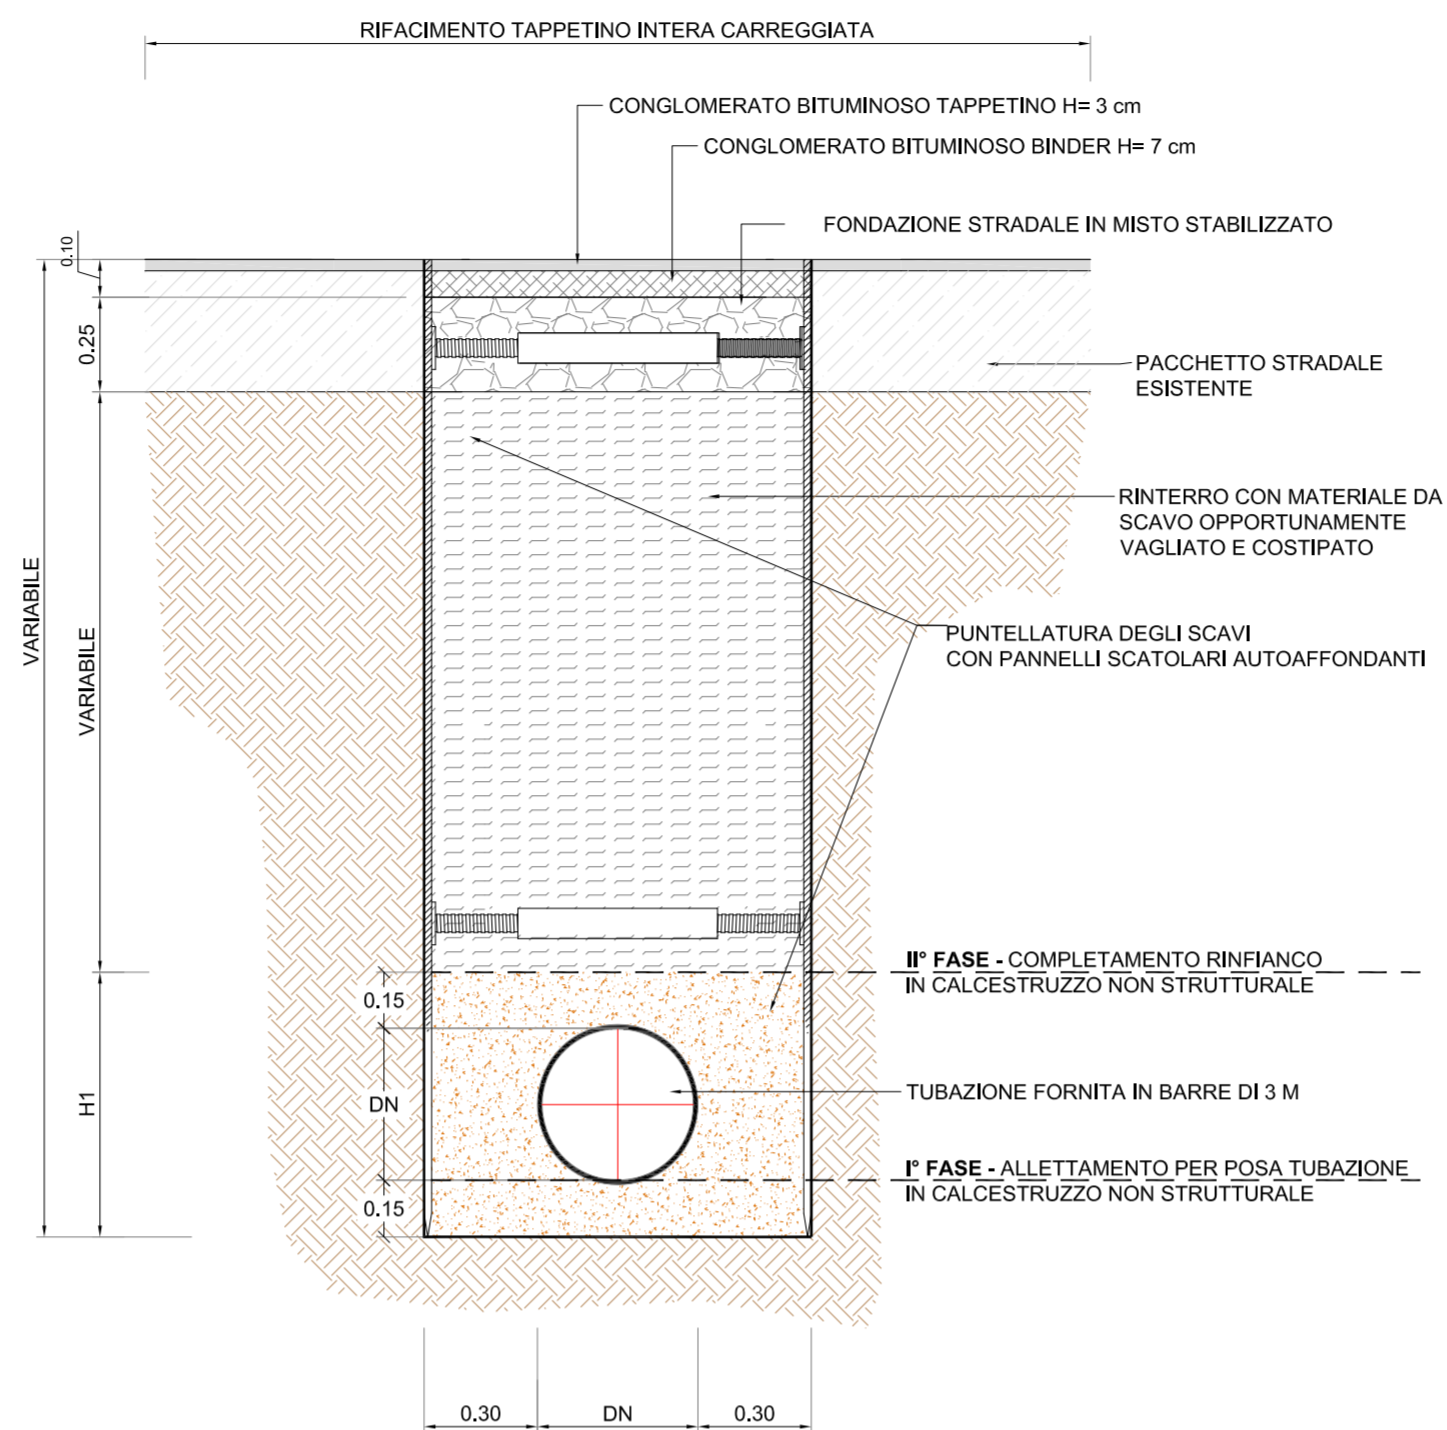 RIFACIMENTO TAPPETINO INTERA CARREGGIATA
CONGLOMERATO BITUMINOSO TAPPETINO H= 3 cm
CONGLOMERATO BITUMINOSO BINDER H= 7 cm
FONDAZIONE STRADALE IN MISTO STABILIZZATO
0.10
0.25
PACCHETTO STRADALE
ESISTENTE
RINTERRO CON MATERIALE DA
SCAVO OPPORTUNAMENTE
VAGLIATO E COSTIPATO
VARIABILE
VARIABILE
PUNTELLATURA DEGLI SCAVI
CON PANNELLI SCATOLARI AUTOAFFONDANTI
II° FASE - COMPLETAMENTO RINFIANCO
IN CALCESTRUZZO NON STRUTTURALE
0.15
DN
H1
TUBAZIONE FORNITA IN BARRE DI 3 M
I° FASE - ALLETTAMENTO PER POSA TUBAZIONE
IN CALCESTRUZZO NON STRUTTURALE
0.15
0.30
DN
0.30